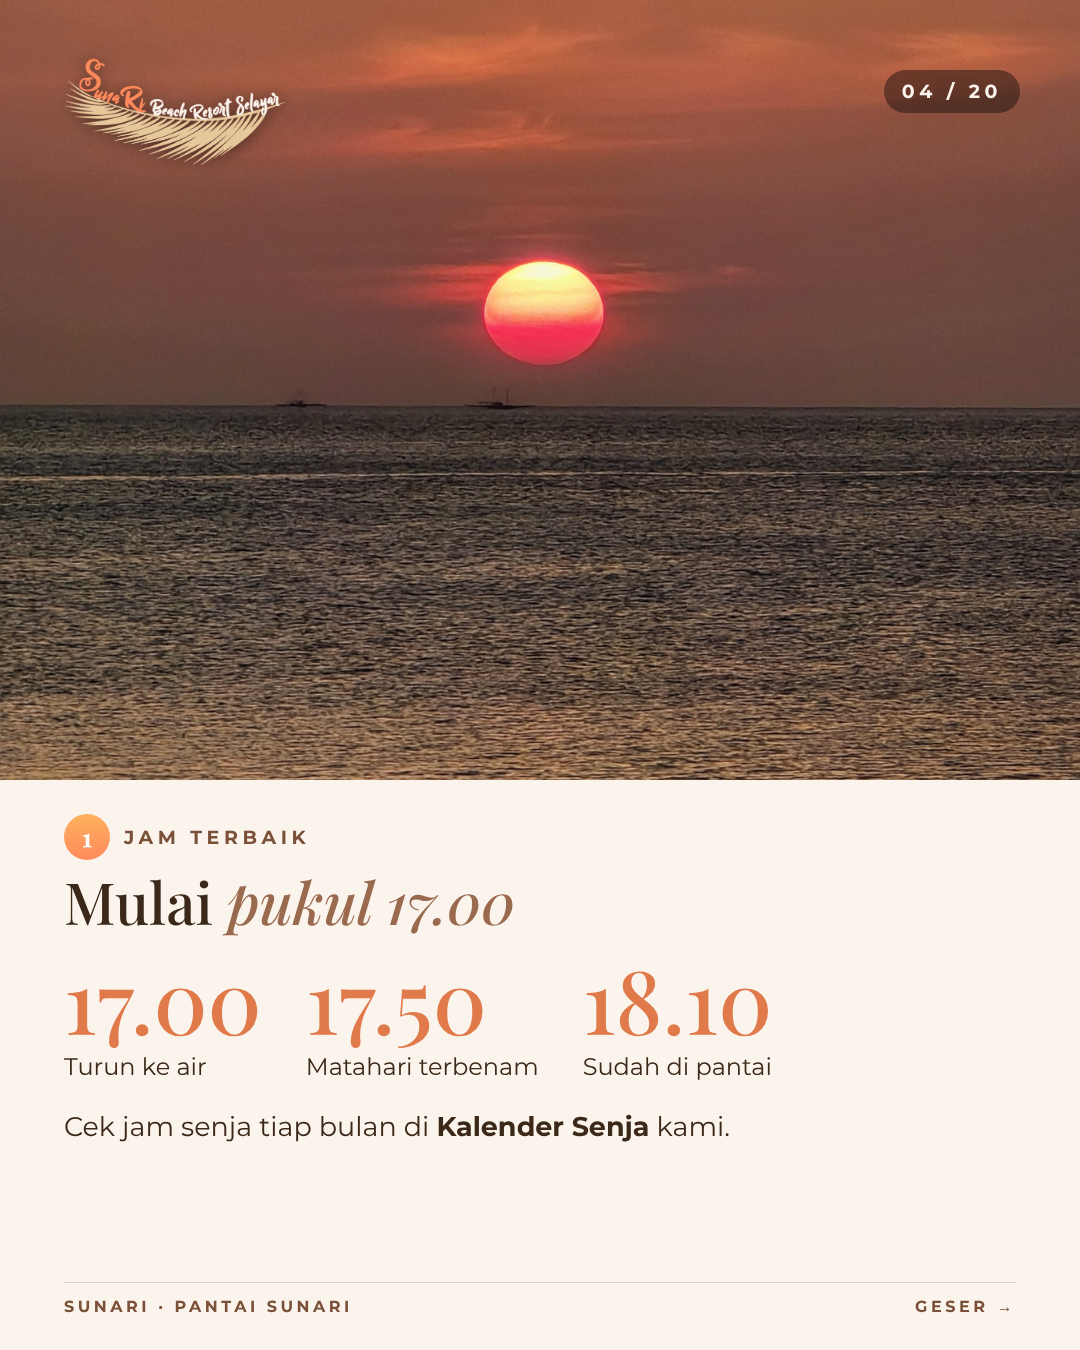 SunaRi Beach Resort Selayar
04 / 20
1 JAM TERBAIK
Mulai pukul 17.00
17.00 17.50 18.10
Turun ke air Matahari terbenam Sudah di pantai
Cek jam senja tiap bulan di Kalender Senja kami.
SUNARI · PANTAI SUNARI GESER →